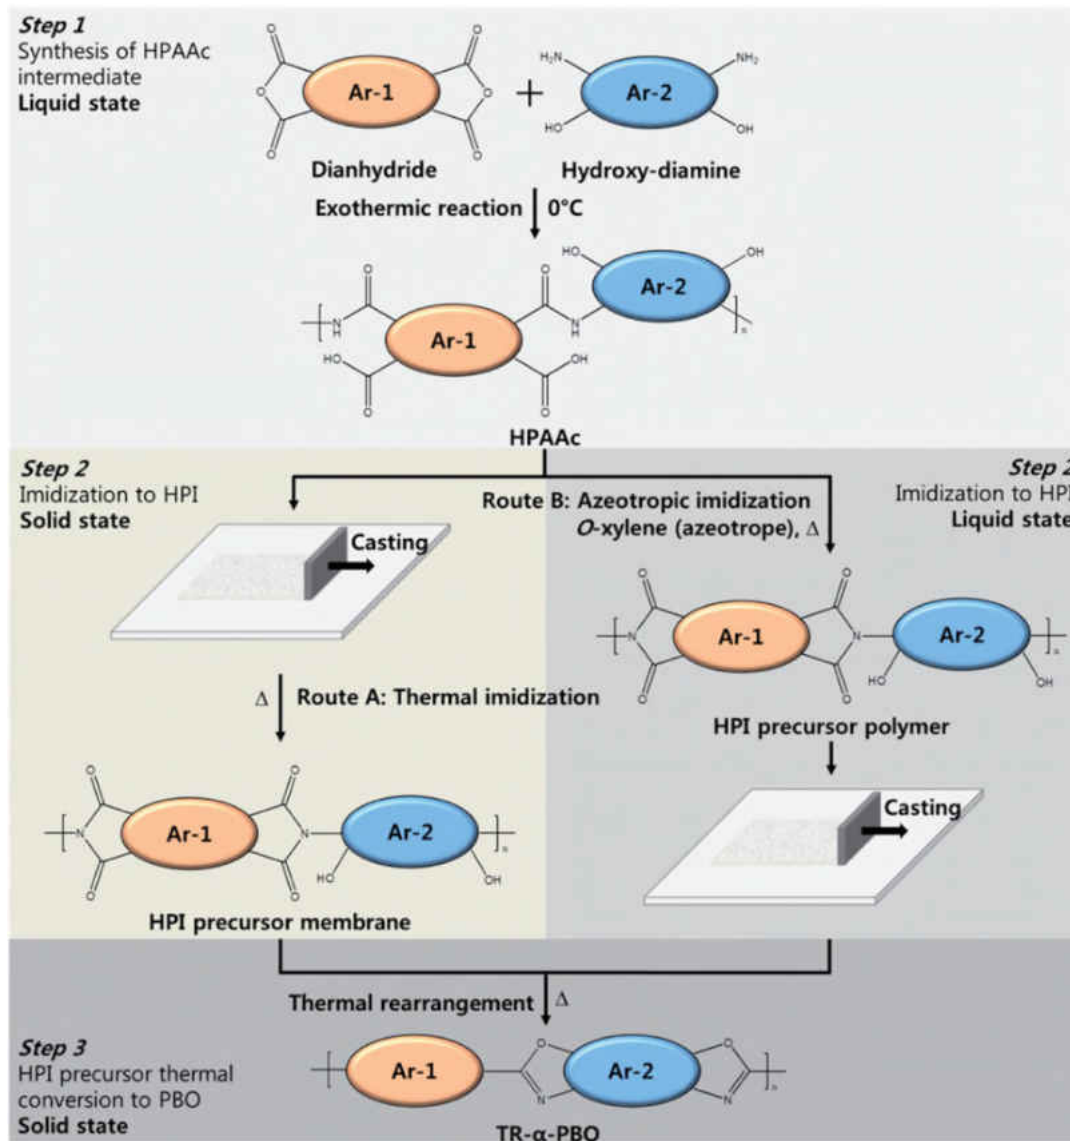 Step 1
Synthesis of HPAAc
intermediate
Liquid state
O
O
O
O
O
O
Ar-1
+
H₂N
NH₂
HO
OH
Ar-2
Dianhydride
Hydroxy-diamine
Exothermic reaction
0°C
O
O
HO
OH
Ar-2
N
H
N
H
n
Ar-1
HO
OH
O
O
HPAAc
Step 2
Imidization to HPI
Solid state
Casting
Δ
Route A: Thermal imidization
O
O
N
Ar-1
N
Ar-2
n
HO
OH
O
O
HPI precursor membrane
Step 2
Imidization to HPI
Liquid state
Route B: Azeotropic imidization
O-xylene (azeotrope), Δ
O
O
N
Ar-1
N
Ar-2
n
HO
OH
O
O
HPI precursor polymer
Casting
Thermal rearrangement
Δ
Step 3
HPI precursor thermal
conversion to PBO
Solid state
Ar-1
O
N
Ar-2
O
N
n
TR-α-PBO